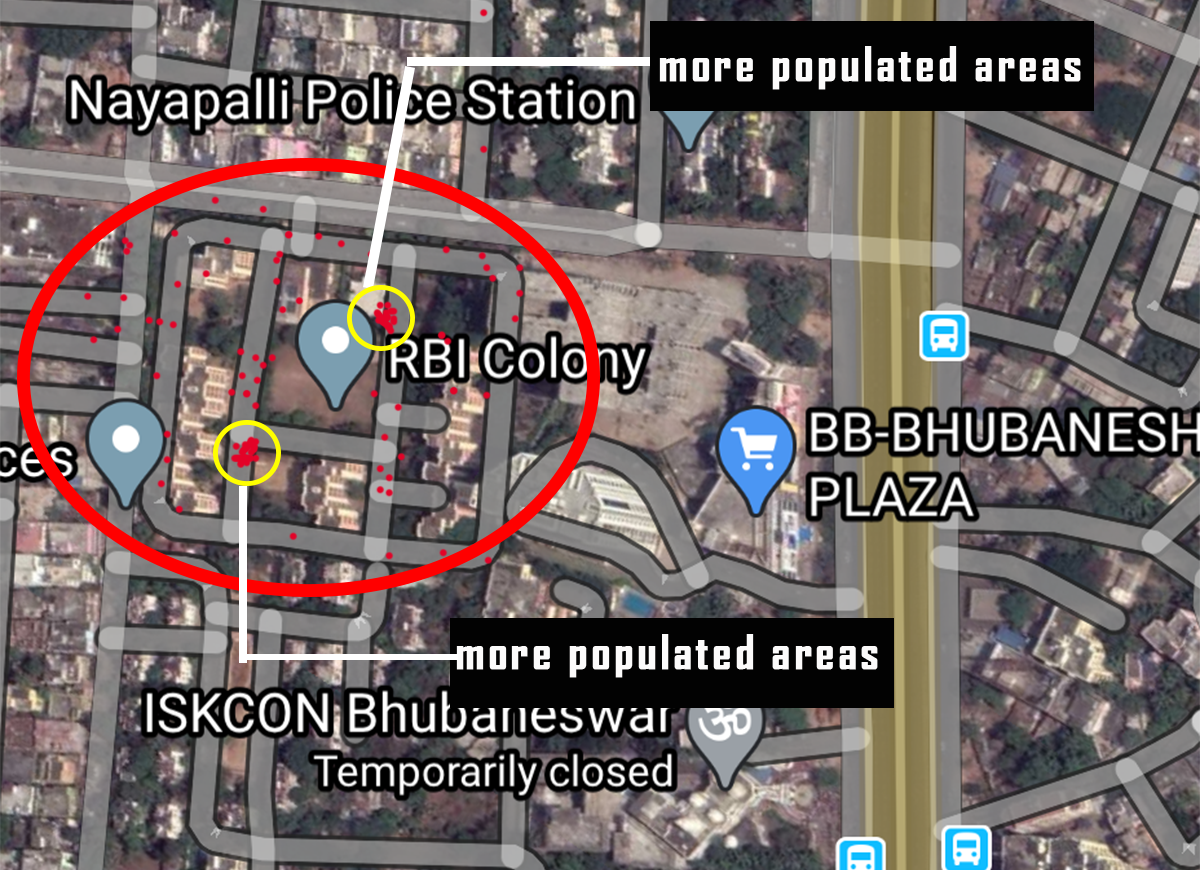 more populated areas
Nayapalli Police Station
RBI Colony
BB-BHUBANESH
PLAZA
ces
more populated areas
ISKCON Bhubaneswar
Temporarily closed